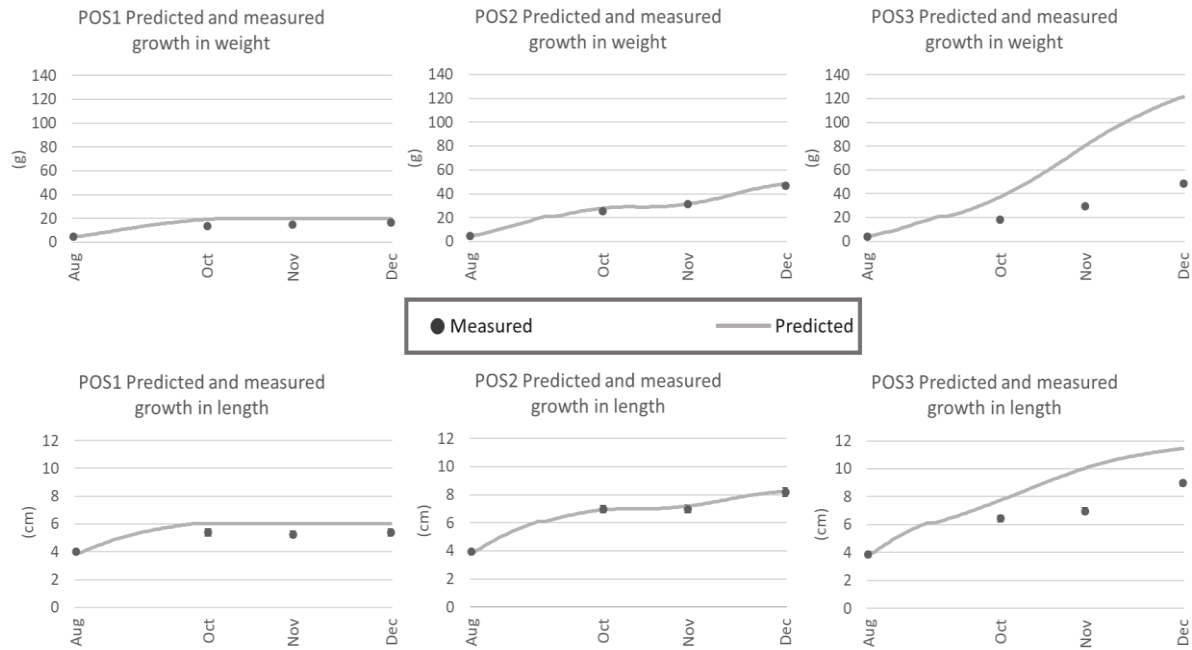 POS1 Predicted and measured
growth in weight
140
120
100
80
60
40
20
0
(g)
Aug
Oct
Nov
Dec
POS2 Predicted and measured
growth in weight
140
120
100
80
60
40
20
0
(g)
Aug
Oct
Nov
Dec
POS3 Predicted and measured
growth in weight
140
120
100
80
60
40
20
0
(g)
Aug
Oct
Nov
Dec
Measured Predicted
POS1 Predicted and measured
growth in length
12
10
8
6
4
2
0
(cm)
Aug
Oct
Nov
Dec
POS2 Predicted and measured
growth in length
12
10
8
6
4
2
0
(cm)
Aug
Oct
Nov
Dec
POS3 Predicted and measured
growth in length
12
10
8
6
4
2
0
(cm)
Aug
Oct
Nov
Dec